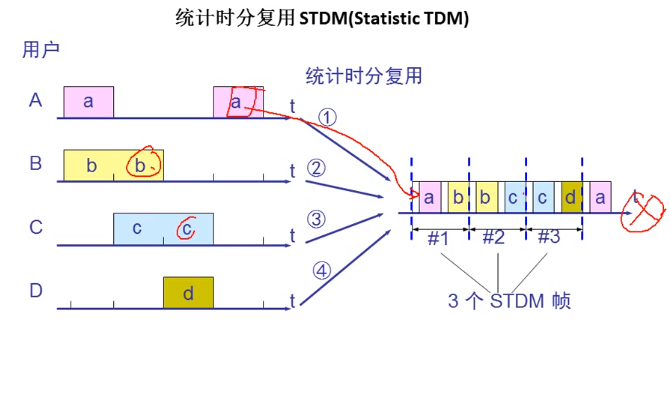 统计时分复用 STDM(Statistic TDM)
用户
统计时分复用
A a a t ①
B b b t ②
a b b c c d a t
C c c t ③
#1 #2 #3
D d t ④
3 个 STDM 帧